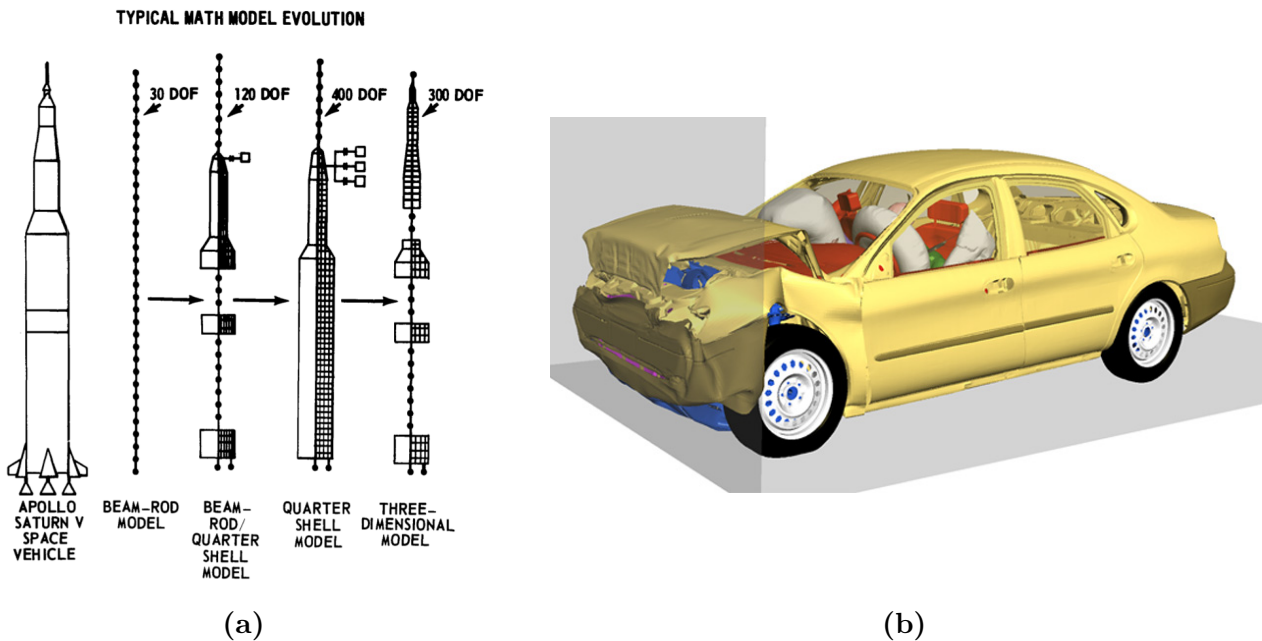 TYPICAL MATH MODEL EVOLUTION
30 DOF
120 DOF
400 DOF
300 DOF
APOLLO
SATURN V
SPACE
VEHICLE
BEAM-ROD
MODEL
BEAM-
ROD/
QUARTER
SHELL
MODEL
QUARTER
SHELL
MODEL
THREE-
DIMENSIONAL
MODEL
(a)
(b)